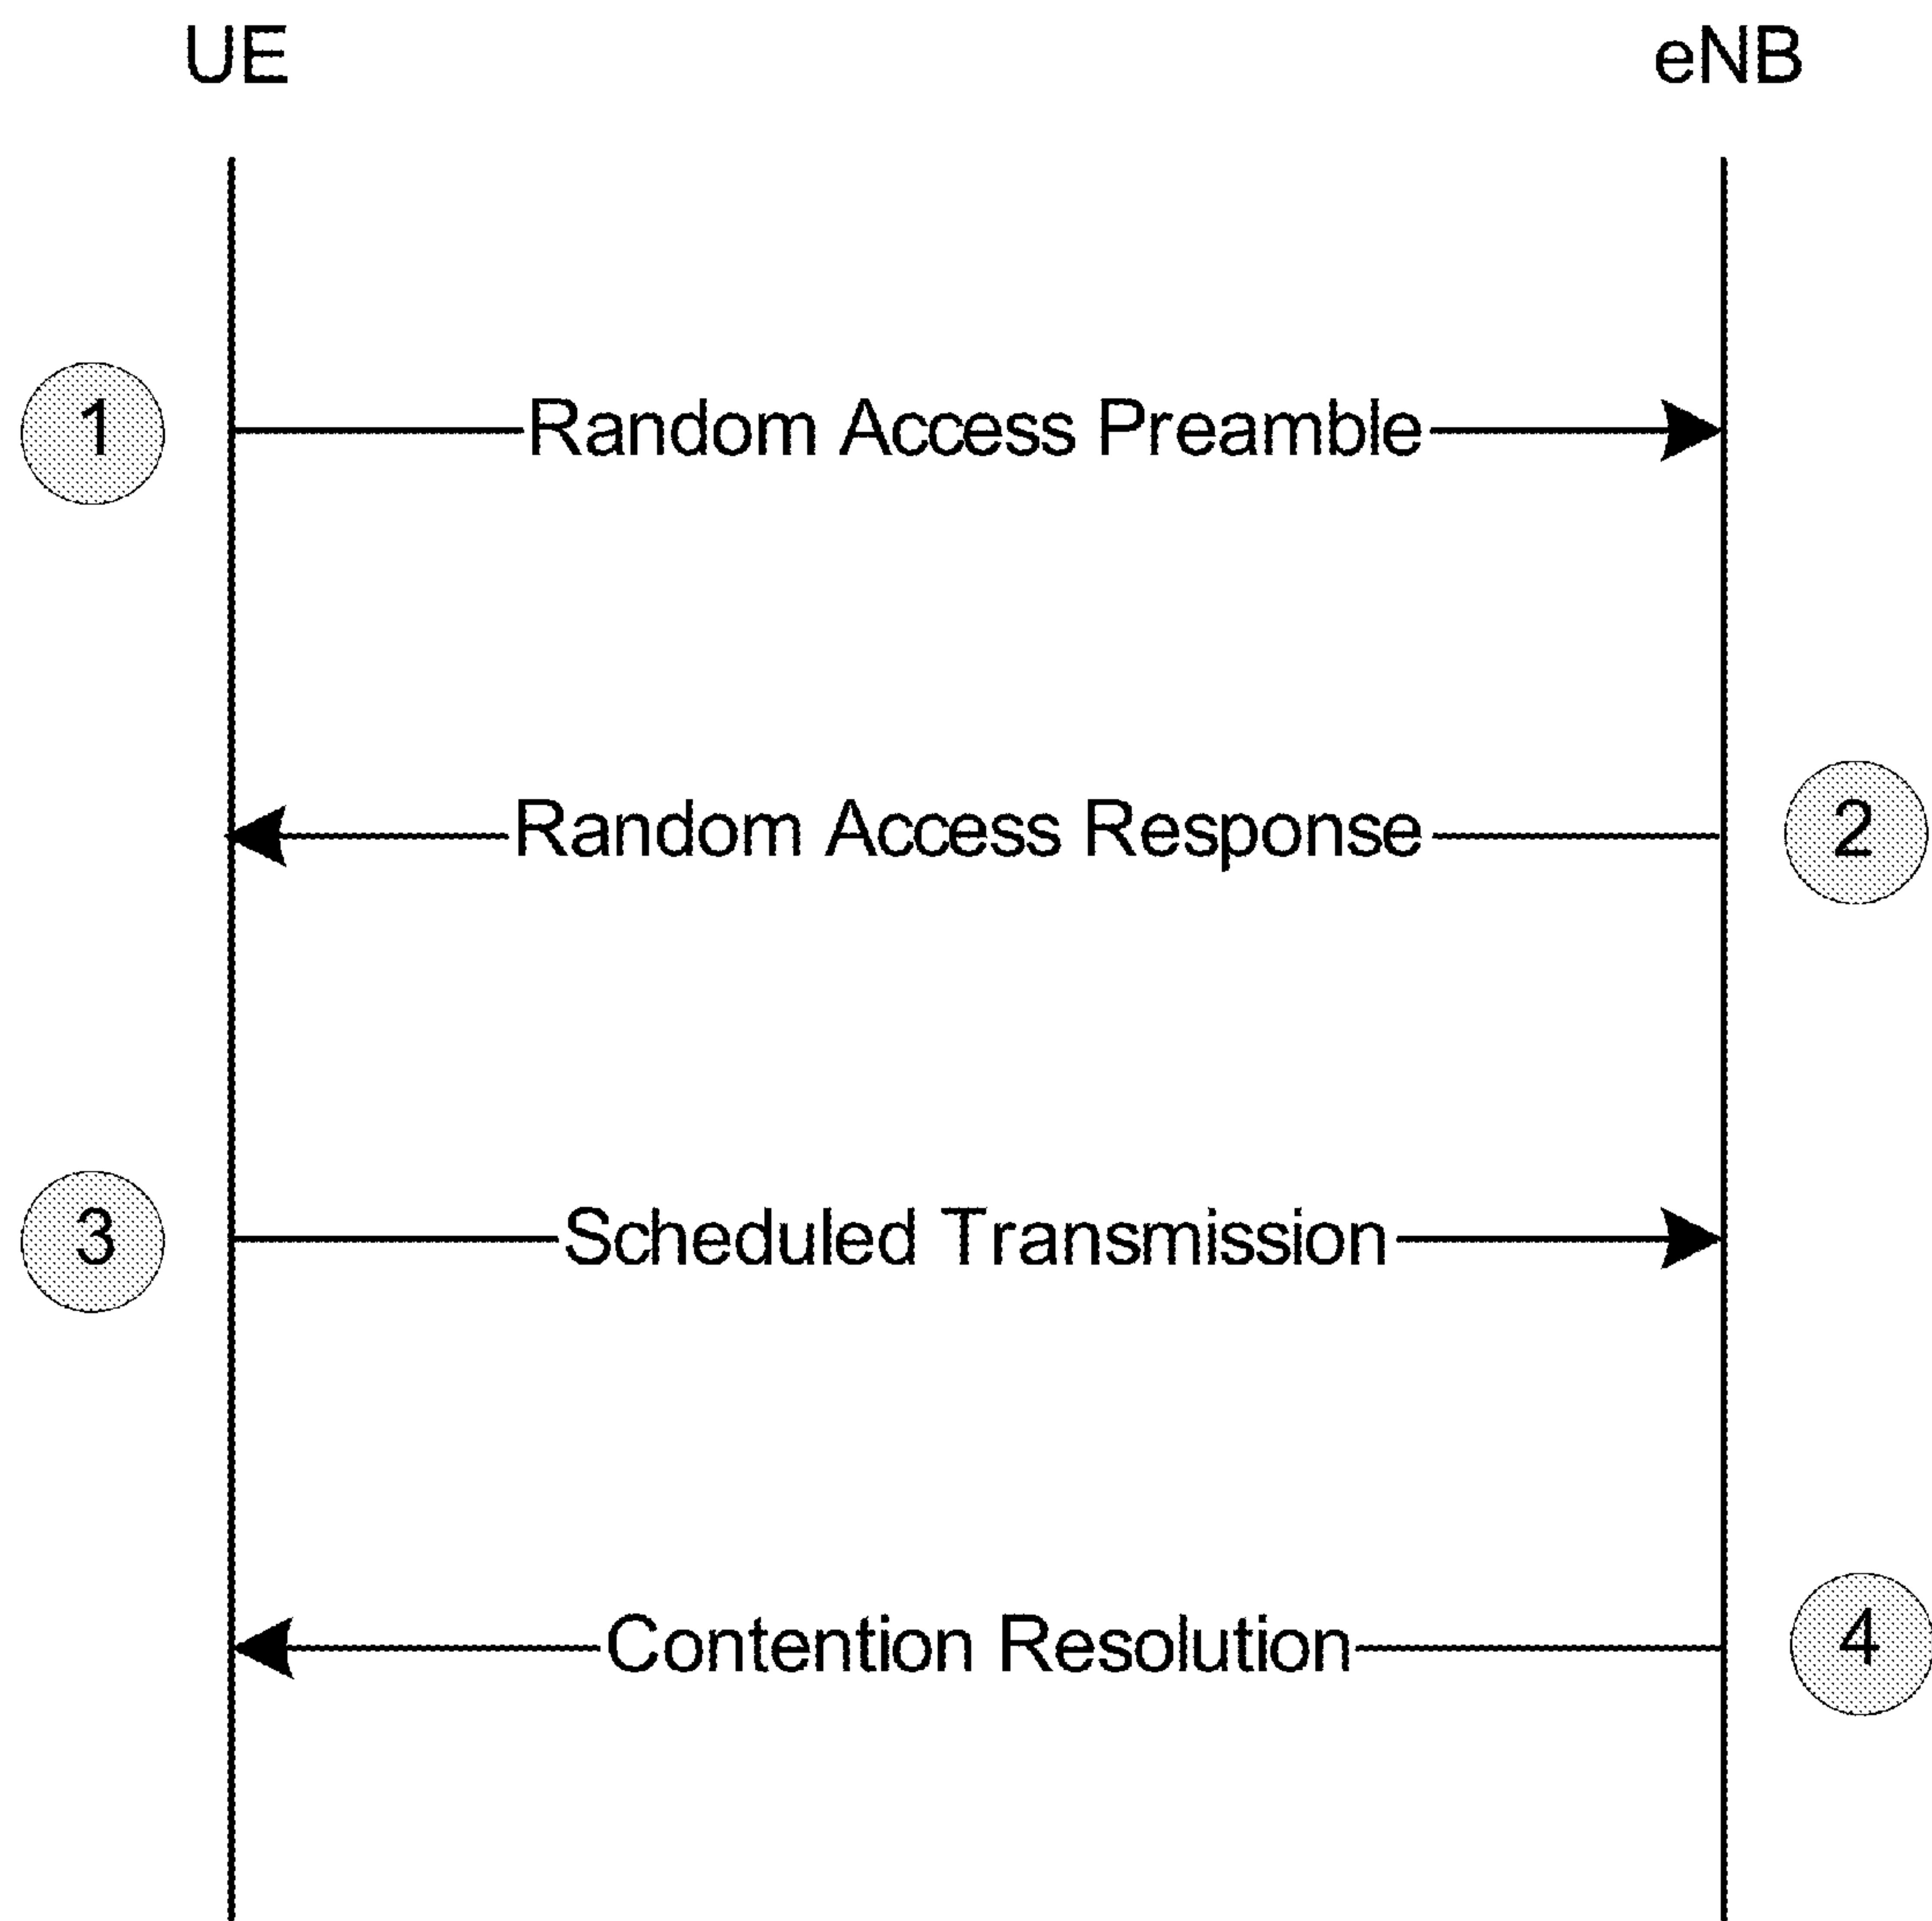 UE
eNB
1
Random Access Preamble
Random Access Response
2
3
Scheduled Transmission
Contention Resolution
4